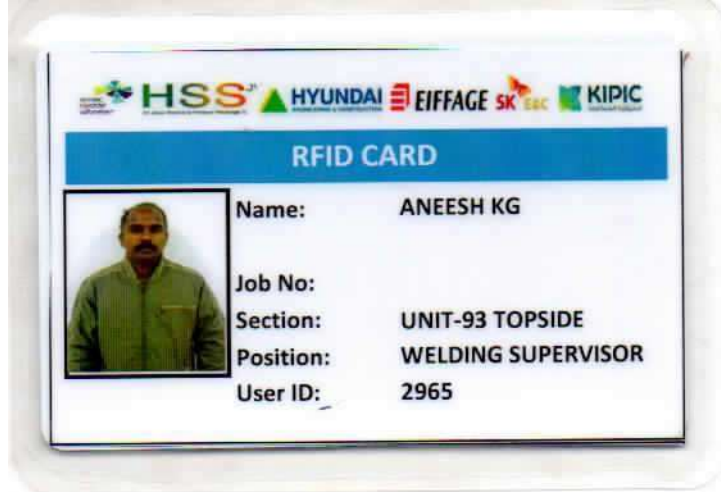 HSS HYUNDAI EIFFAGE SK E&C KIPIC
RFID CARD
Name: ANEESH KG
Job No:
Section: UNIT-93 TOPSIDE
Position: WELDING SUPERVISOR
User ID: 2965